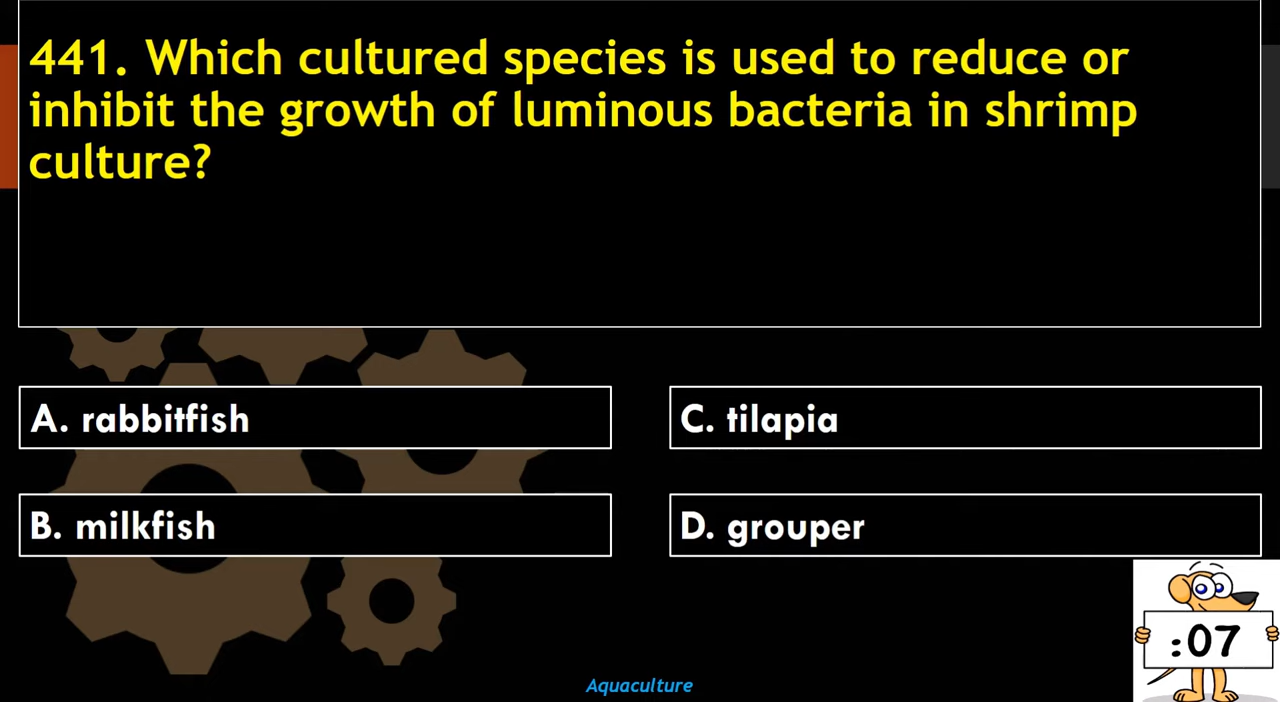 441. Which cultured species is used to reduce or
inhibit the growth of luminous bacteria in shrimp
culture?
A. rabbitfish
C. tilapia
B. milkfish
D. grouper
:07
Aquaculture